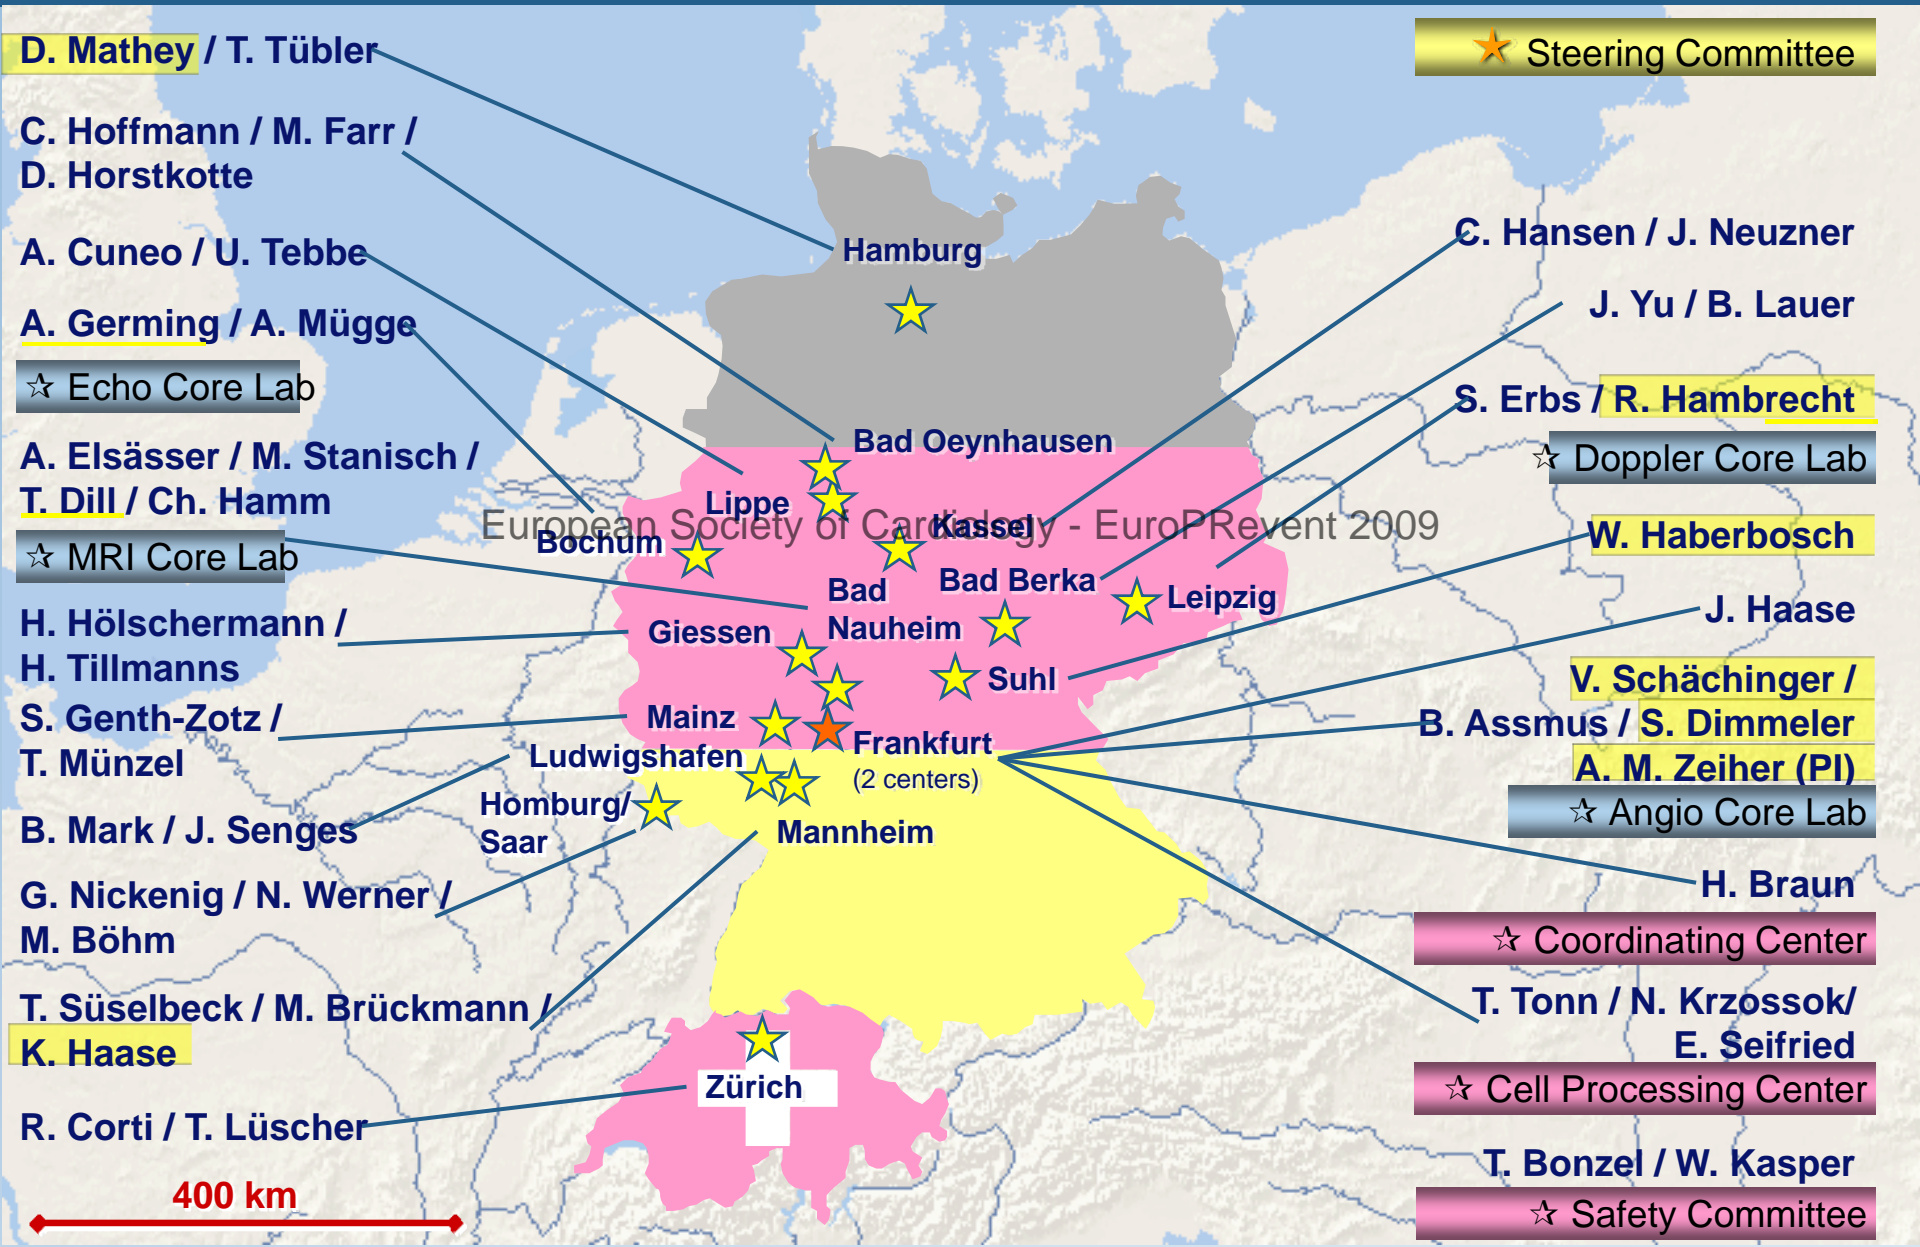 D. Mathey / T. Tübler
C. Hoffmann / M. Farr /
D. Horstkotte
A. Cuneo / U. Tebbe
A. Germing / A. Mügge
☆ Echo Core Lab
A. Elsässer / M. Stanisch /
T. Dill / Ch. Hamm
☆ MRI Core Lab
H. Hölschermann /
H. Tillmanns
S. Genth-Zotz /
T. Münzel
B. Mark / J. Senges
G. Nickenig / N. Werner /
M. Böhm
T. Süselbeck / M. Brückmann /
K. Haase
R. Corti / T. Lüscher
400 km
Hamburg
Bad Oeynhausen
Lippe
European Society of Cardiology - EuroPRevent 2009
Kassel
Bochum
Bad Berka
Bad
Nauheim
Leipzig
Giessen
Suhl
Mainz
Frankfurt
(2 centers)
Ludwigshafen
Homburg/
Saar
Mannheim
Zürich
★ Steering Committee
C. Hansen / J. Neuzner
J. Yu / B. Lauer
S. Erbs / R. Hambrecht
☆ Doppler Core Lab
W. Haberbosch
J. Haase
V. Schächinger /
B. Assmus / S. Dimmeler
A. M. Zeiher (PI)
☆ Angio Core Lab
H. Braun
☆ Coordinating Center
T. Tonn / N. Krzossok/
E. Seifried
☆ Cell Processing Center
T. Bonzel / W. Kasper
☆ Safety Committee